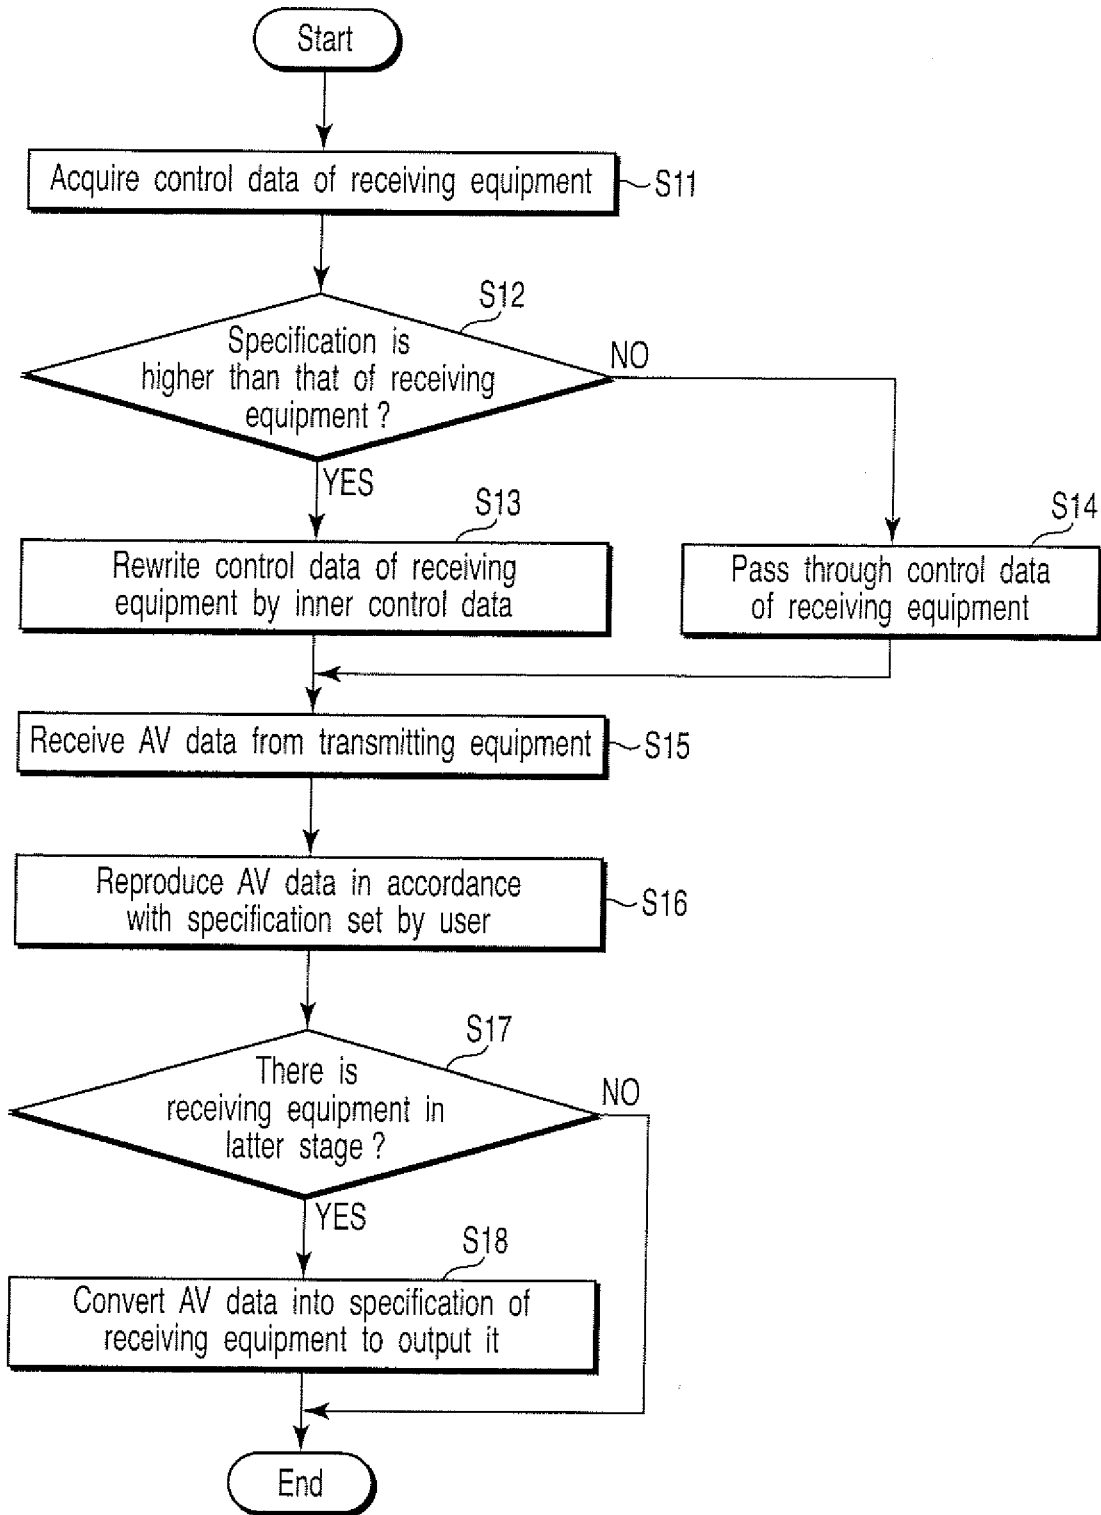 Start
Acquire control data of receiving equipment
S11
S12
Specification is
higher than that of receiving
equipment ?
NO
YES
S13
Rewrite control data of receiving
equipment by inner control data
S14
Pass through control data
of receiving equipment
Receive AV data from transmitting equipment
S15
Reproduce AV data in accordance
with specification set by user
S16
S17
There is
receiving equipment in
latter stage ?
NO
YES
S18
Convert AV data into specification of
receiving equipment to output it
End